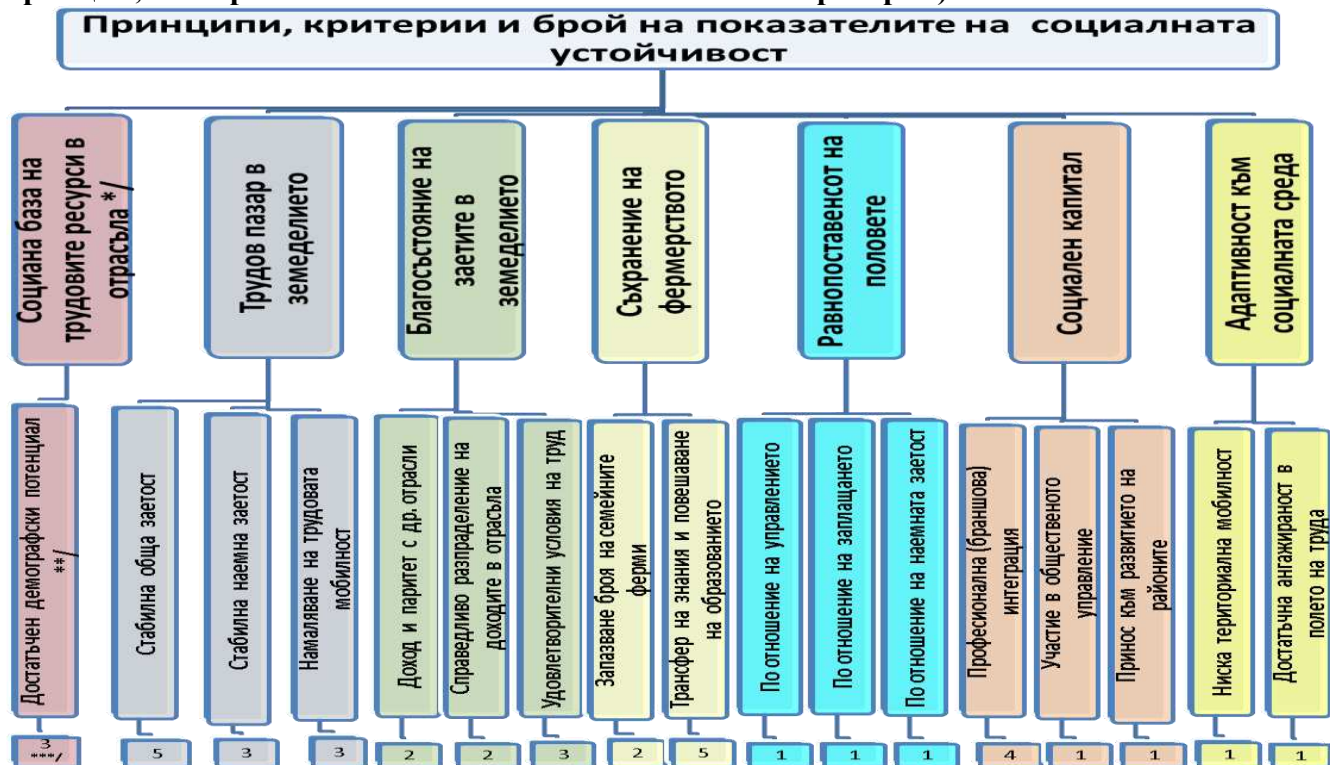 Принципи, критерии и брой на показателите на социалната
устойчивост
Социана база на
трудовите ресурси в
отрасъла */
Трудов пазар в
земеделието
Благосъстояние на
заетите в
земеделието
Съхранение на
фермерството
Равнопоставенсот на
половете
Социален капитал
Адаптивност към
социалната среда
Достатъчен демографски потенциал
**/
Стабилна обща заетост
Стабилна наемна заетост
Намаляване на трудовата
мобилност
Доход и паритет с др. отрасли
Справедливо разпраделение на
доходите в отрасъла
Удовлетворителни условия на труд
Запазване броя на семейните
ферми
Трансфер на знания и повешаване
на образованието
По отношение на управлението
По отношение на заплащането
По отношение на наемната заетост
Професионална (браншова)
интеграция
Участие в общественото
управление
Принос към развитието на
районите
Ниска териториална мобилност
Достатъчна ангажираност в
полето на труда
3
***/
5
3
3
2
2
3
2
5
1
1
1
4
1
1
1
1